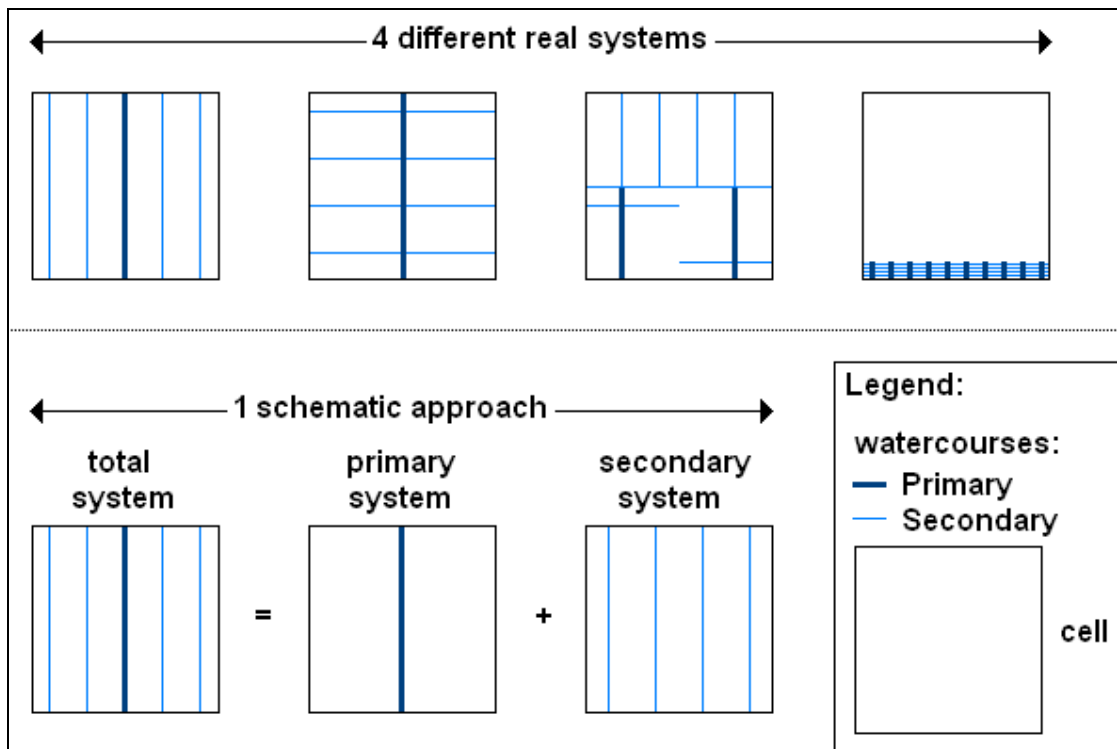 4 different real systems
1 schematic approach
total
system
primary
system
secondary
system
=
+
Legend:
watercourses:
Primary
Secondary
cell